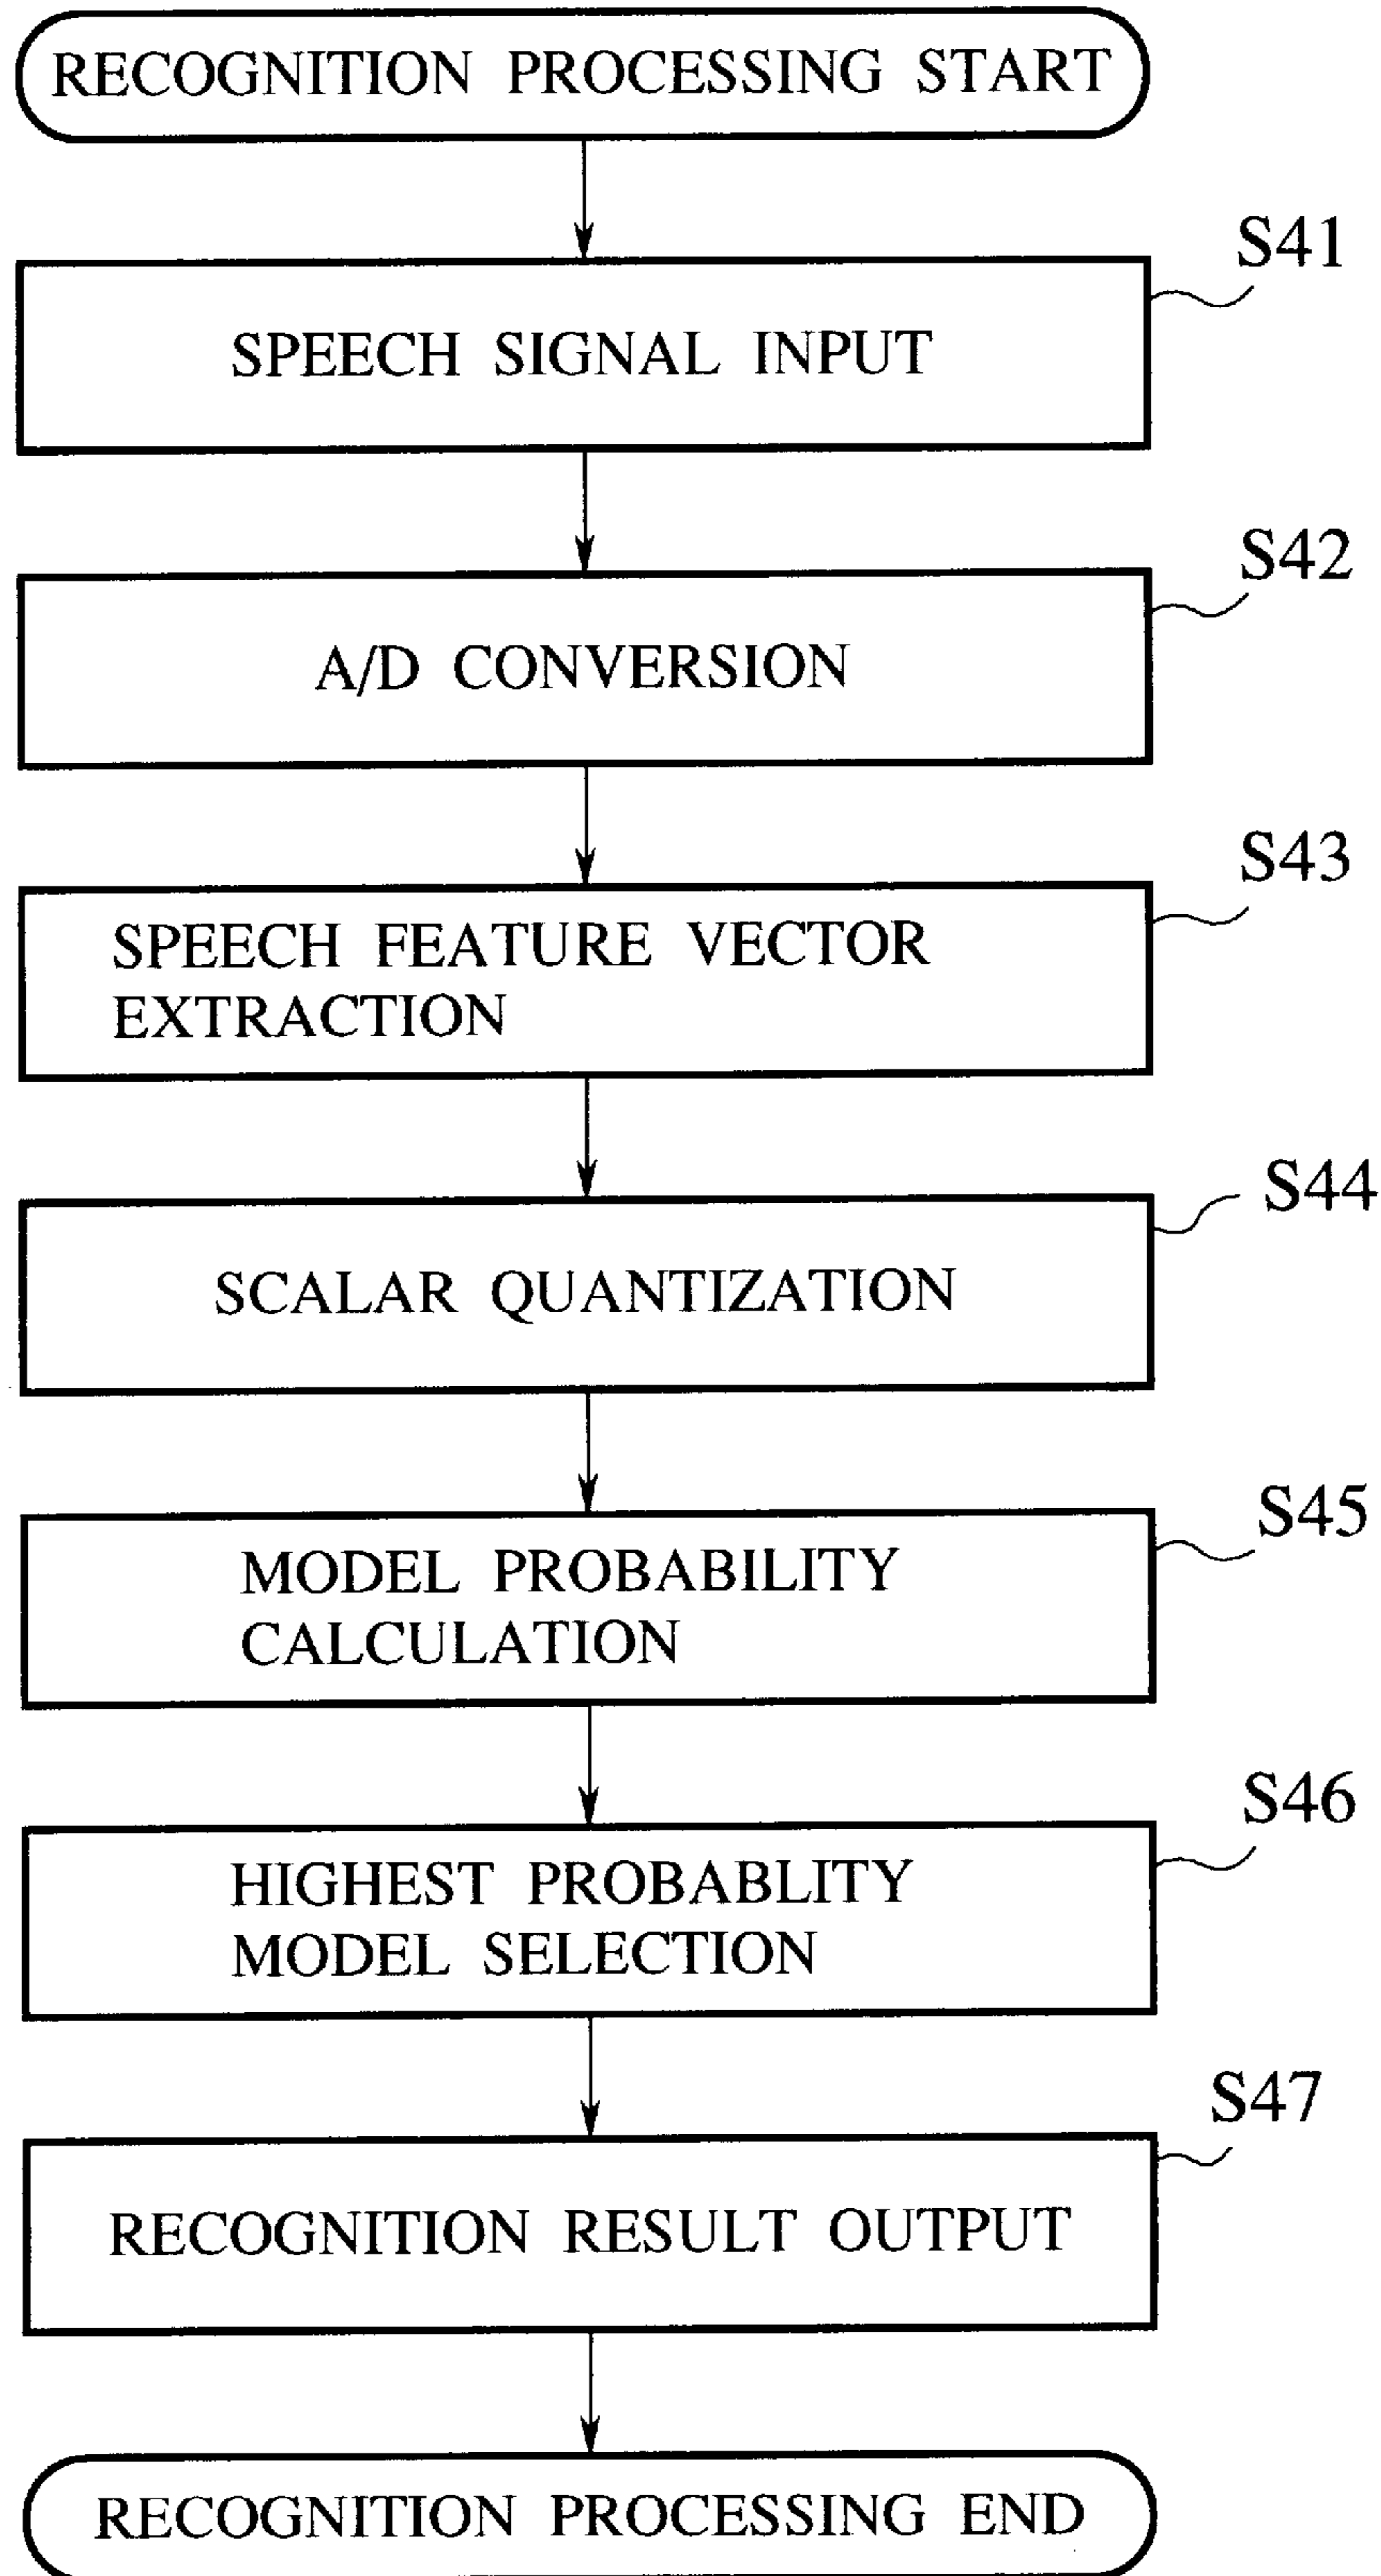 RECOGNITION PROCESSING START
S41
SPEECH SIGNAL INPUT
S42
A/D CONVERSION
S43
SPEECH FEATURE VECTOR
EXTRACTION
S44
SCALAR QUANTIZATION
S45
MODEL PROBABILITY
CALCULATION
S46
HIGHEST PROBABLITY
MODEL SELECTION
S47
RECOGNITION RESULT OUTPUT
RECOGNITION PROCESSING END